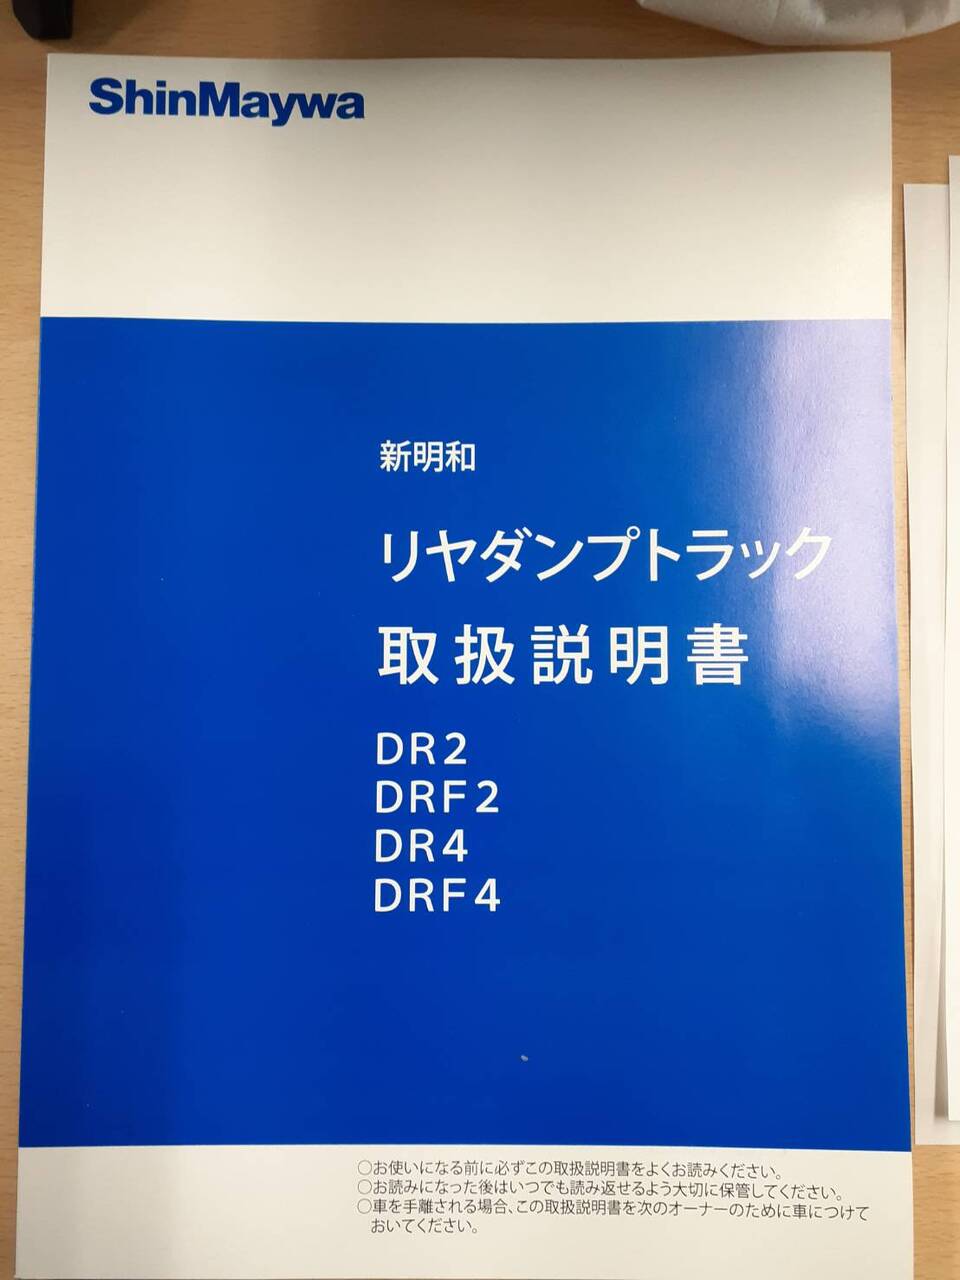 ShinMaywa
新明和
リヤダンプトラック
取扱説明書
DR2
DRF2
DR4
DRF4
○お使いになる前に必ずこの取扱説明書をよくお読みください。
○お読みになった後はいつでも読み返せるよう大切に保管してください。
○車を手離される場合、この取扱説明書を次のオーナーのために車につけて
おいてください。